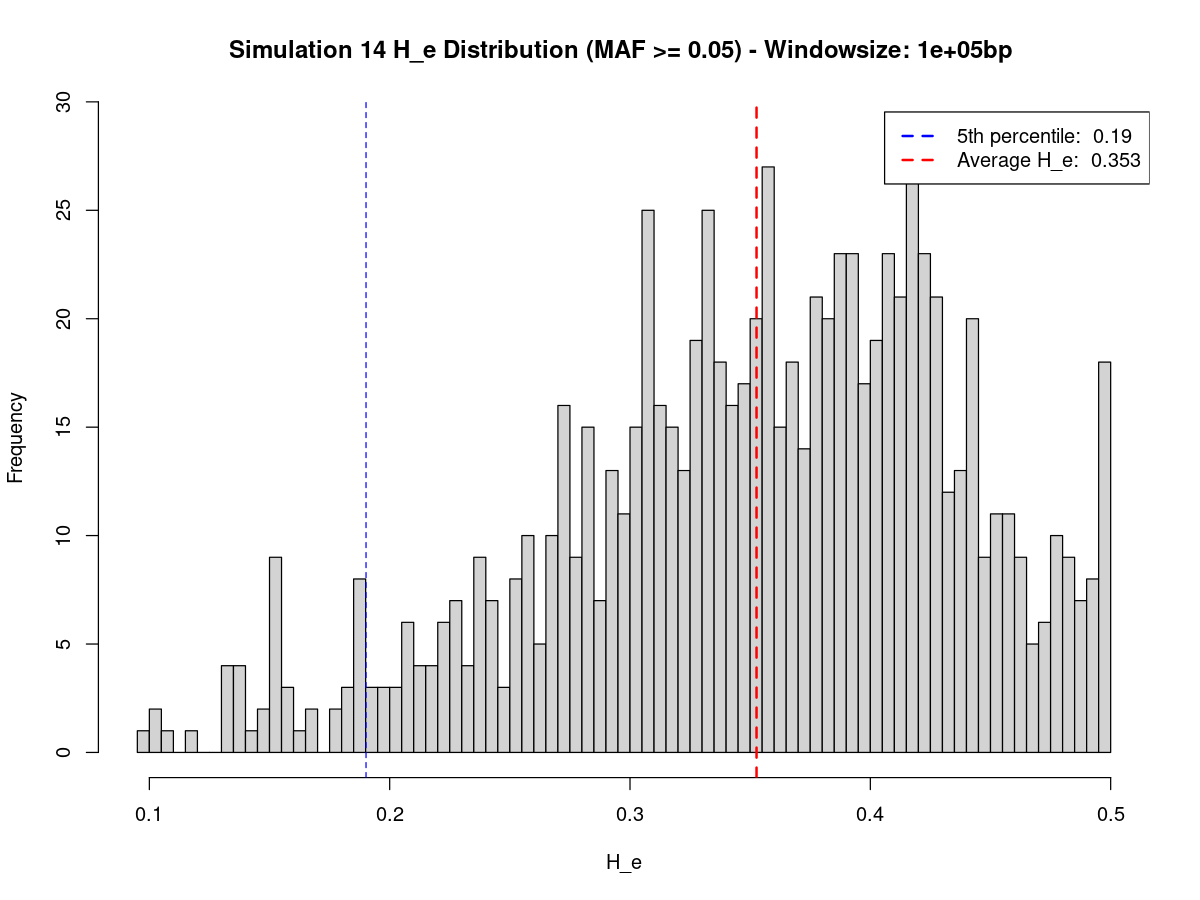 Simulation 14 H_e Distribution (MAF >= 0.05) - Windowsize: 1e+05bp
30
25
20
15
10
5
0
Frequency
5th percentile: 0.19
Average H_e: 0.353
0.1 0.2 0.3 0.4 0.5
H_e